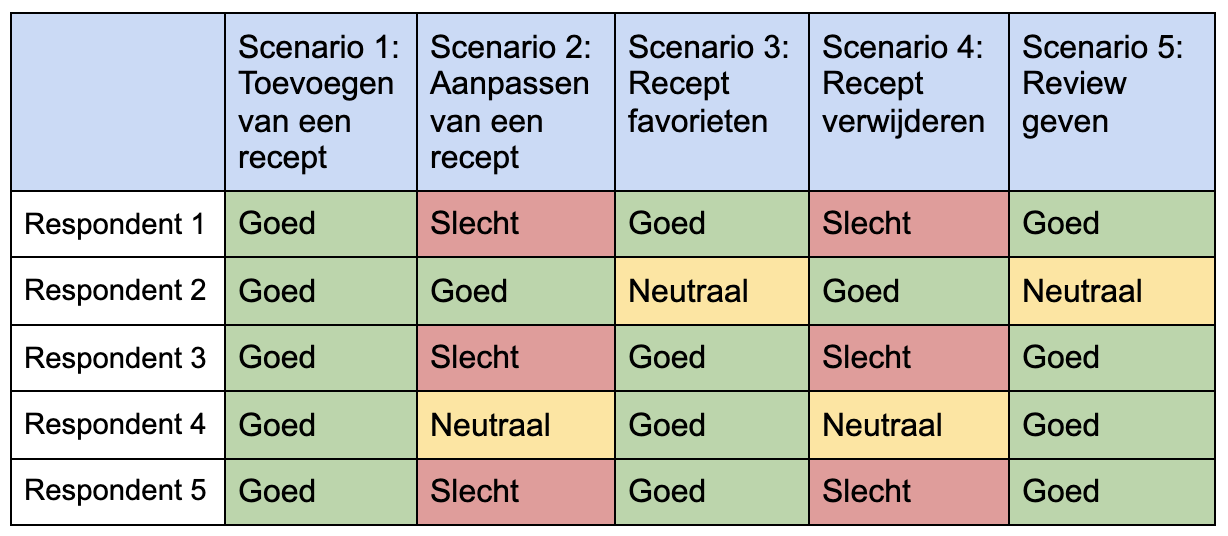 Scenario 1: Toevoegen van een recept
Scenario 2: Aanpassen van een recept
Scenario 3: Recept favorieten
Scenario 4: Recept verwijderen
Scenario 5: Review geven
Respondent 1 Goed Slecht Goed Slecht Goed
Respondent 2 Goed Goed Neutraal Goed Neutraal
Respondent 3 Goed Slecht Goed Slecht Goed
Respondent 4 Goed Neutraal Goed Neutraal Goed
Respondent 5 Goed Slecht Goed Slecht Goed